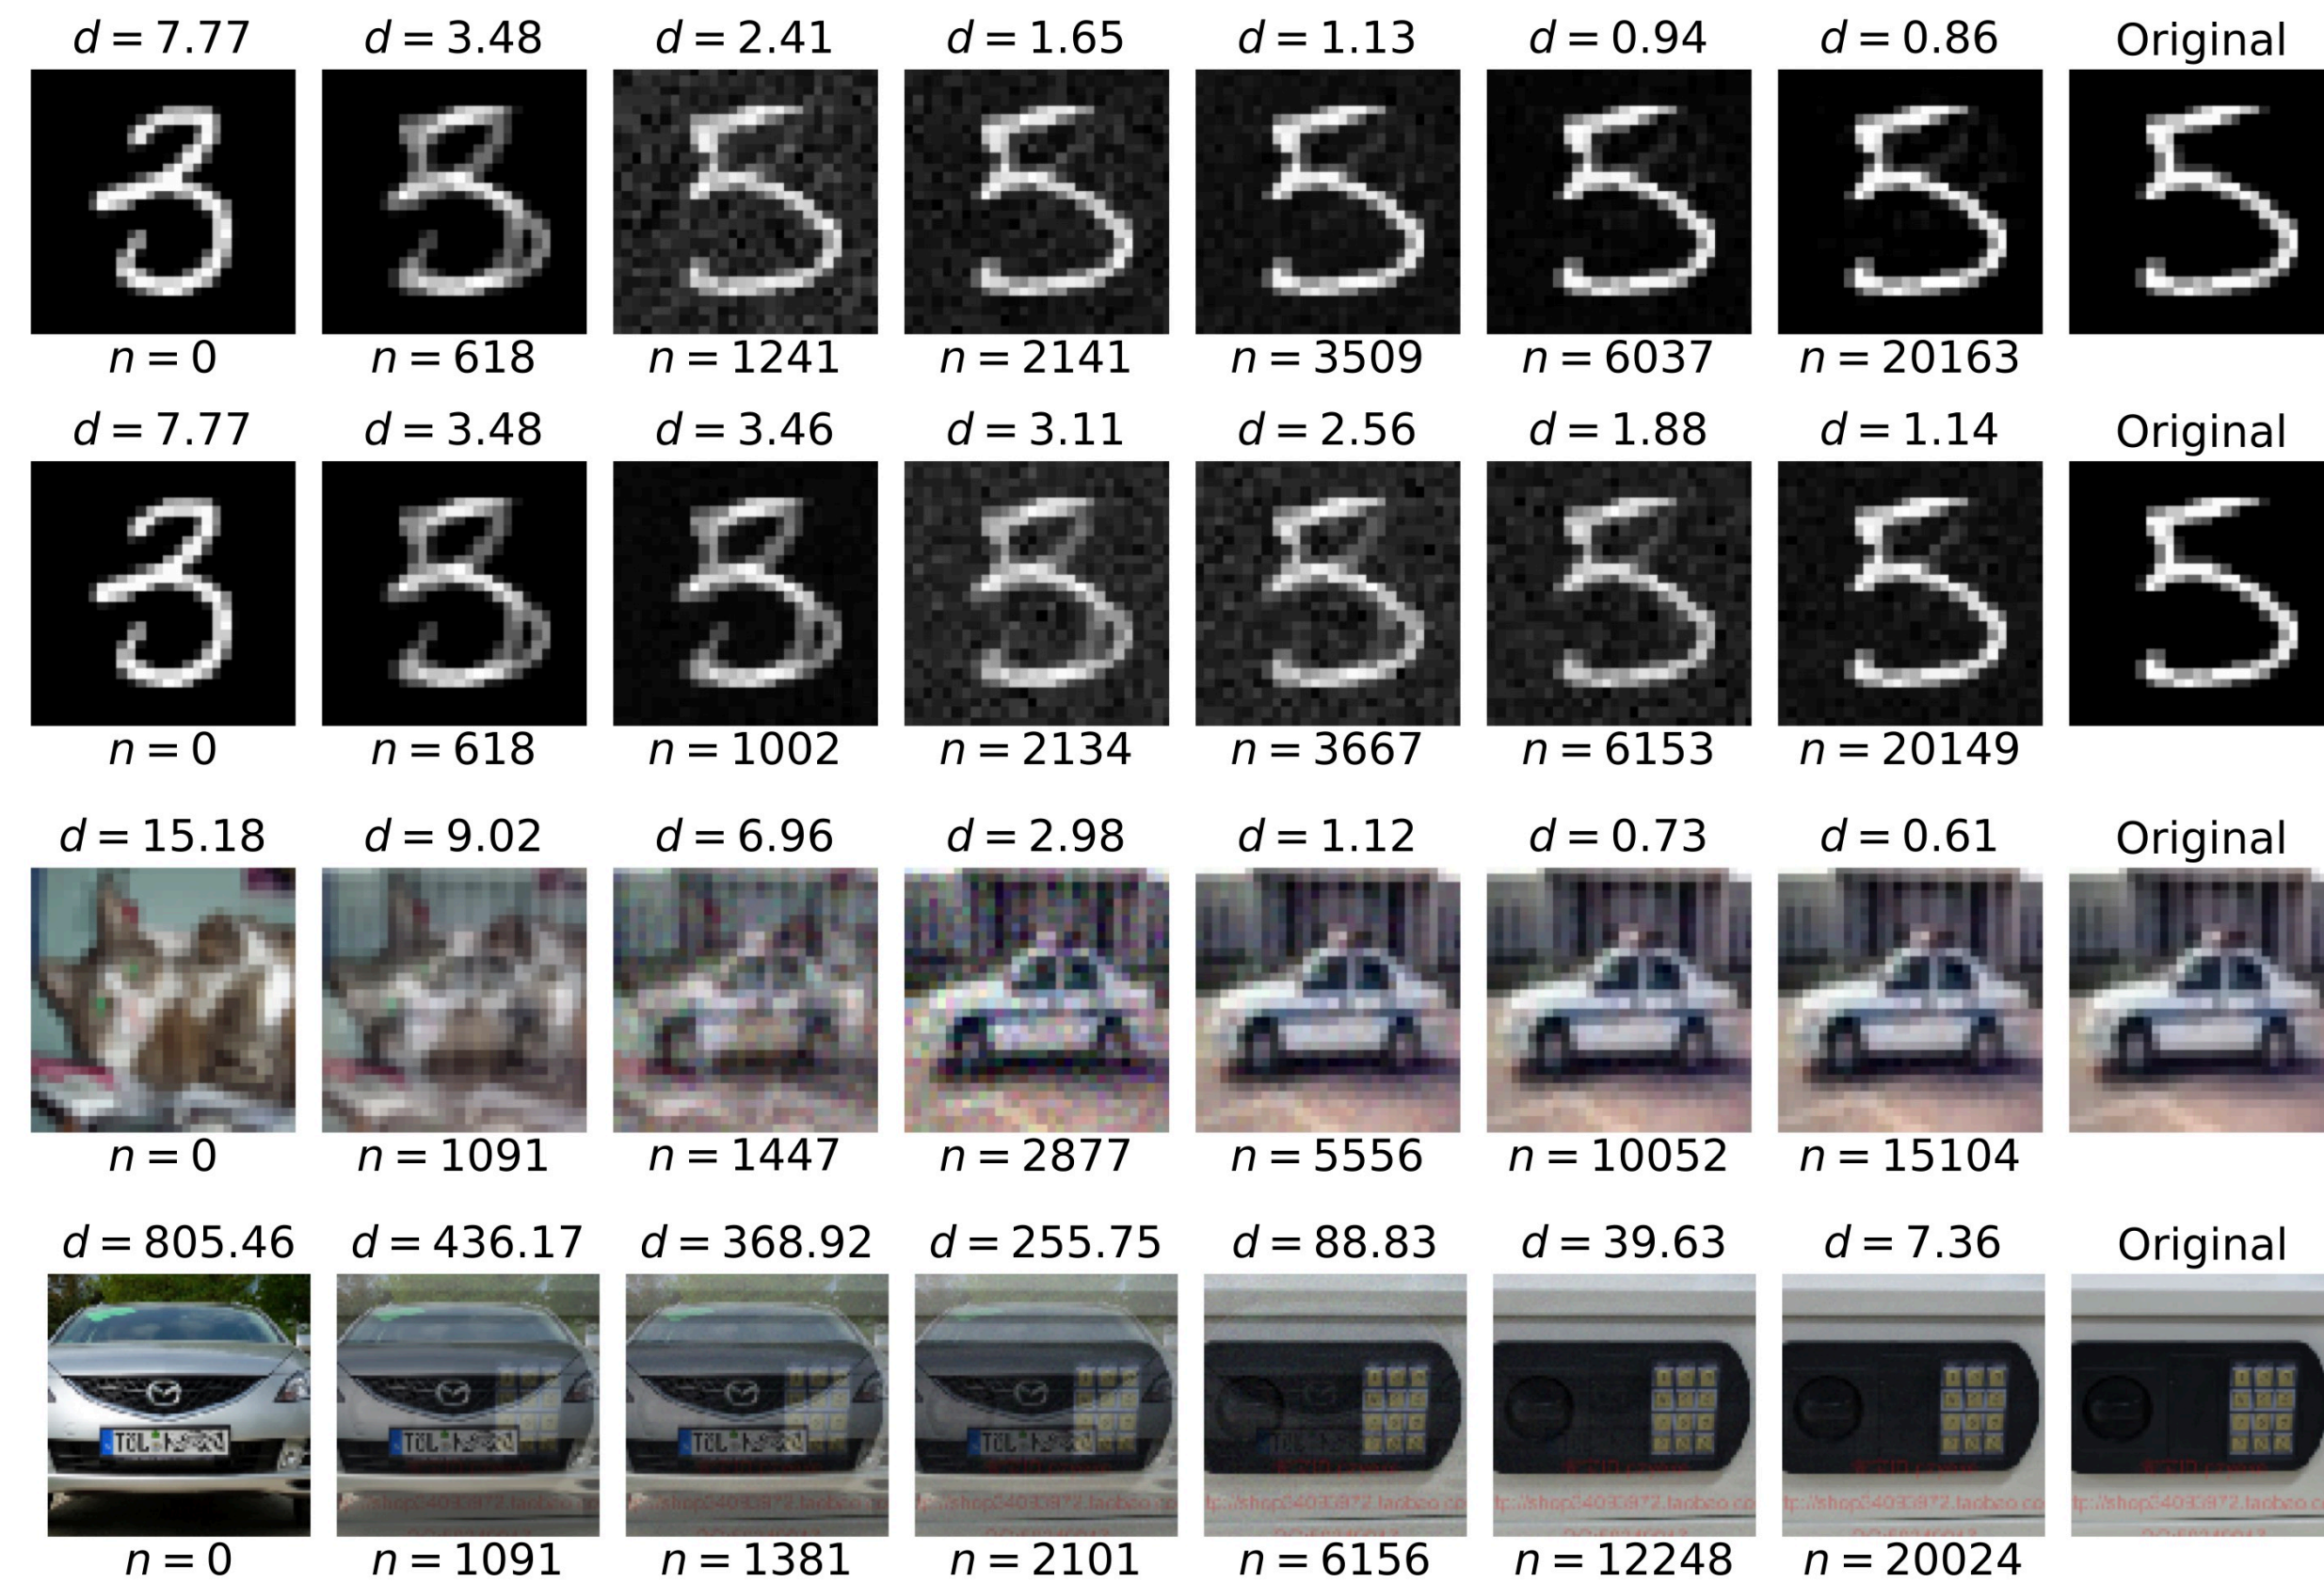 d = 7.77 d = 3.48 d = 2.41 d = 1.65 d = 1.13 d = 0.94 d = 0.86 Original
n = 0 n = 618 n = 1241 n = 2141 n = 3509 n = 6037 n = 20163
d = 7.77 d = 3.48 d = 3.46 d = 3.11 d = 2.56 d = 1.88 d = 1.14 Original
n = 0 n = 618 n = 1002 n = 2134 n = 3667 n = 6153 n = 20149
d = 15.18 d = 9.02 d = 6.96 d = 2.98 d = 1.12 d = 0.73 d = 0.61 Original
n = 0 n = 1091 n = 1447 n = 2877 n = 5556 n = 10052 n = 15104
d = 805.46 d = 436.17 d = 368.92 d = 255.75 d = 88.83 d = 39.63 d = 7.36 Original
n = 0 n = 1091 n = 1381 n = 2101 n = 6156 n = 12248 n = 20024